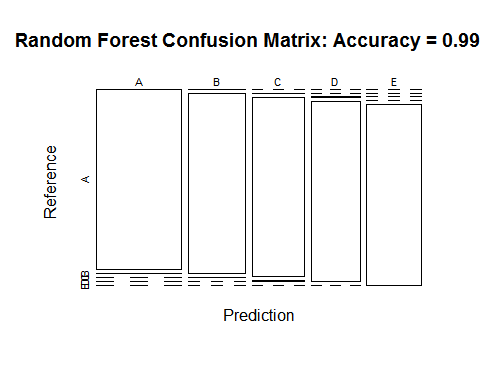 Random Forest Confusion Matrix: Accuracy = 0.99
A B C D E
Reference
A
Prediction